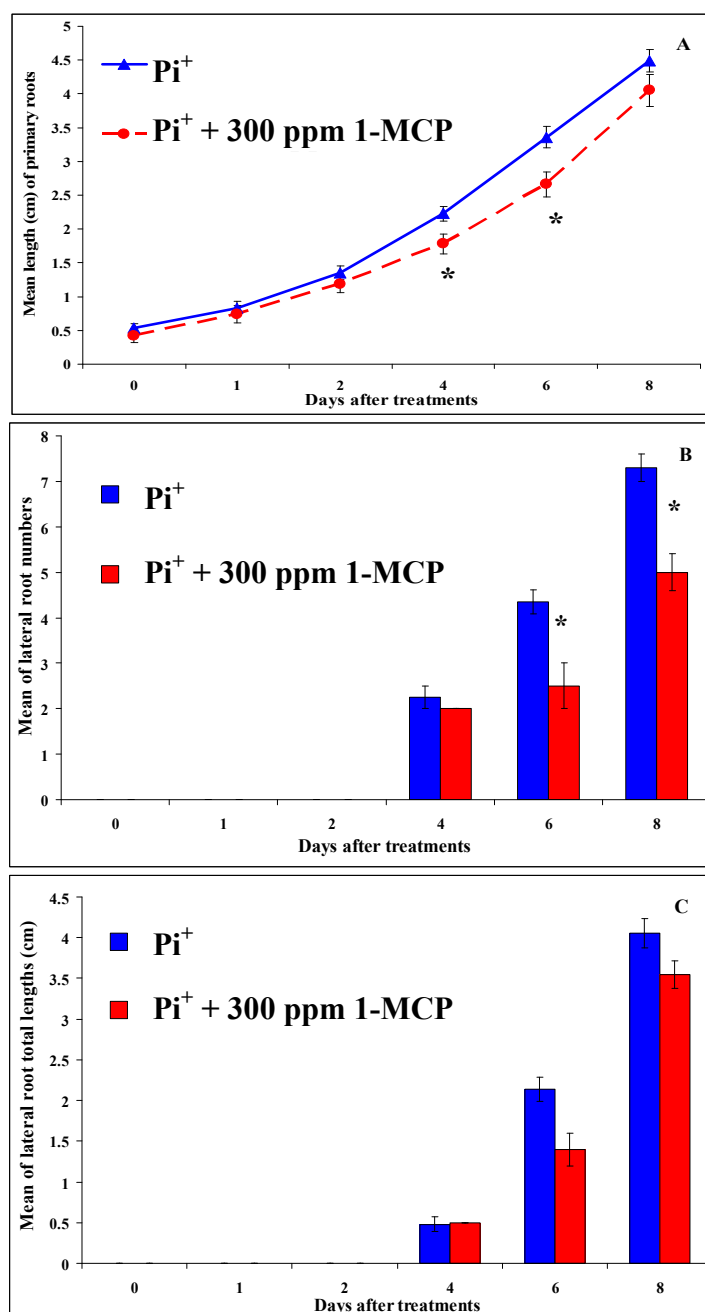 A
Pi⁺
Pi⁺ + 300 ppm 1-MCP
Mean length (cm) of primary roots
5
4.5
4
3.5
3
2.5
2
1.5
1
0.5
0
*
*
0 1 2 4 6 8
Days after treatments
B
Pi⁺
Pi⁺ + 300 ppm 1-MCP
Mean of lateral root numbers
8
7
6
5
4
3
2
1
0
*
*
0 1 2 4 6 8
Days after treatments
C
Pi⁺
Pi⁺ + 300 ppm 1-MCP
Mean of lateral root total lengths (cm)
4.5
4
3.5
3
2.5
2
1.5
1
0.5
0
0 1 2 4 6 8
Days after treatments